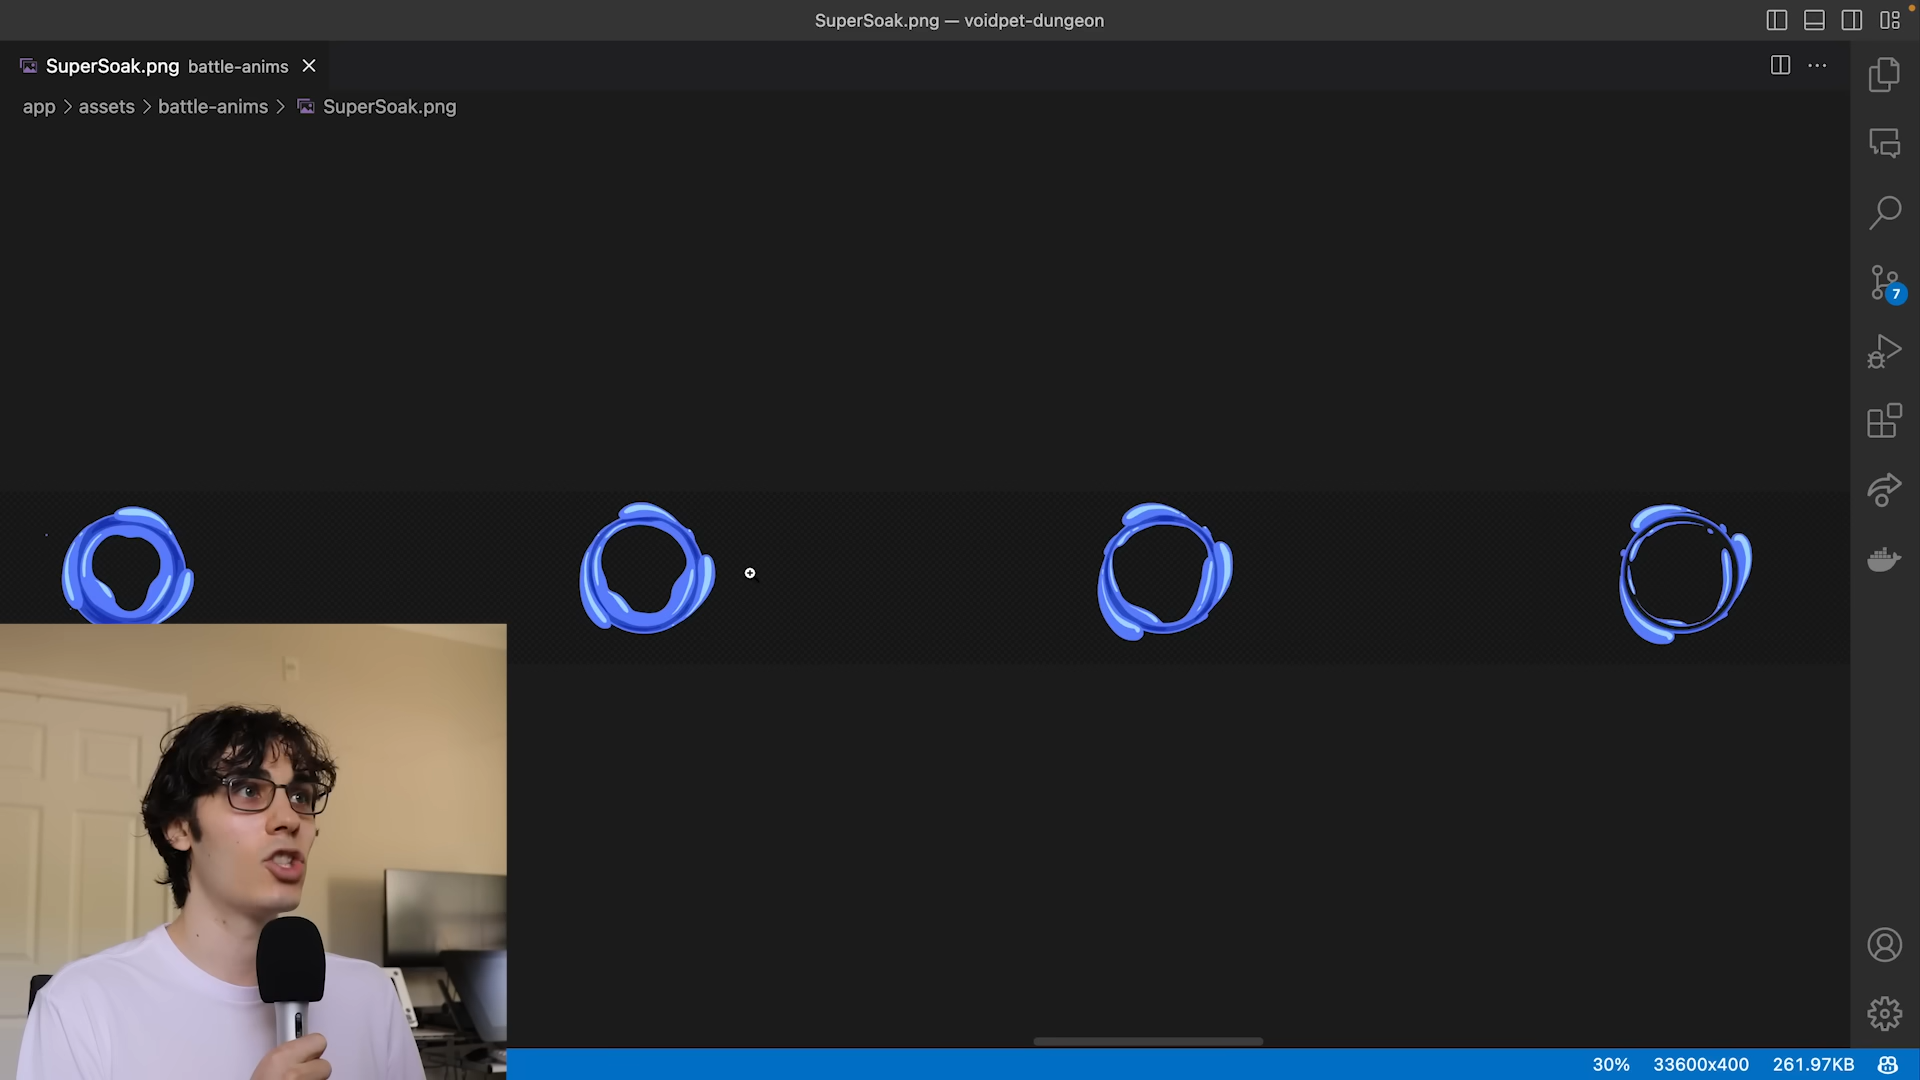 SuperSoak.png — voidpet-dungeon
SuperSoak.png battle-anims
app > assets > battle-anims > SuperSoak.png
7
30% 33600x400 261.97KB